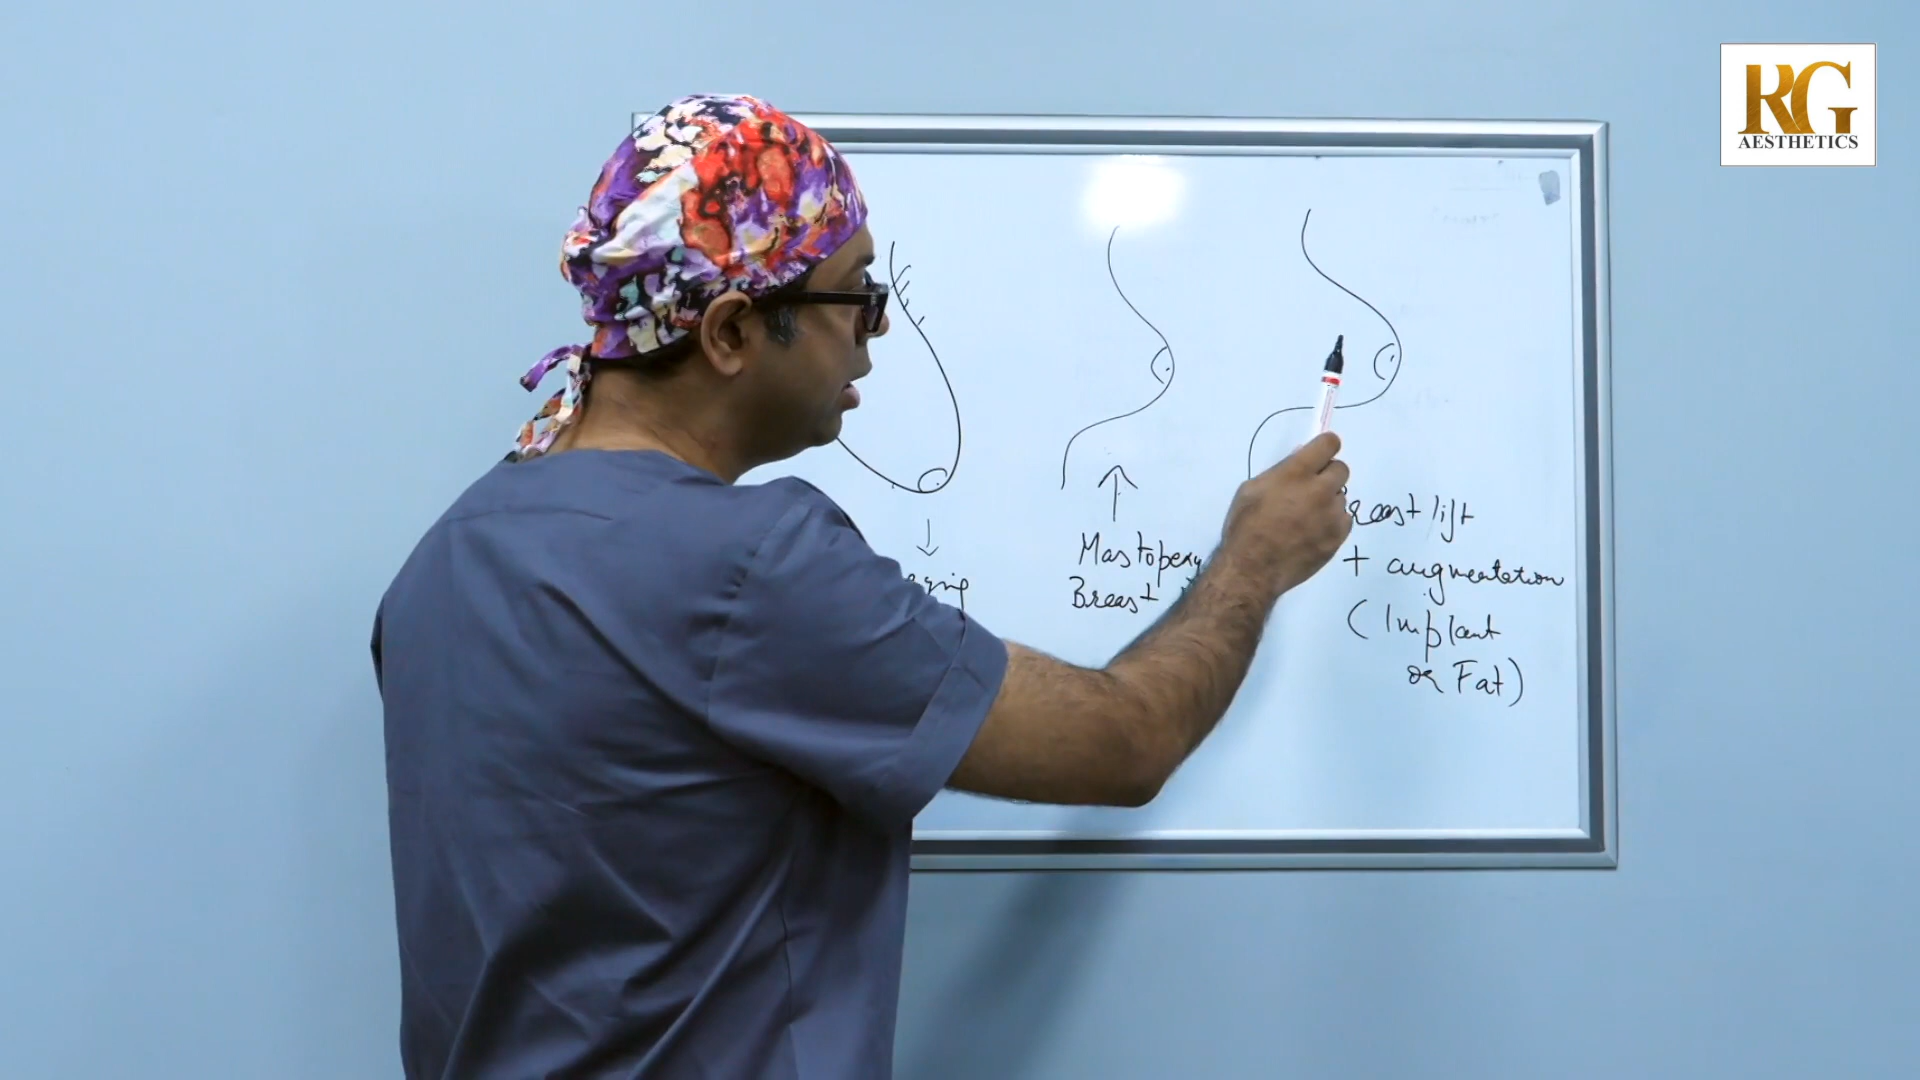 RG
AESTHETICS
Mastopexy
Breast
Breast lift
+ augmentation
(Implant
or Fat)